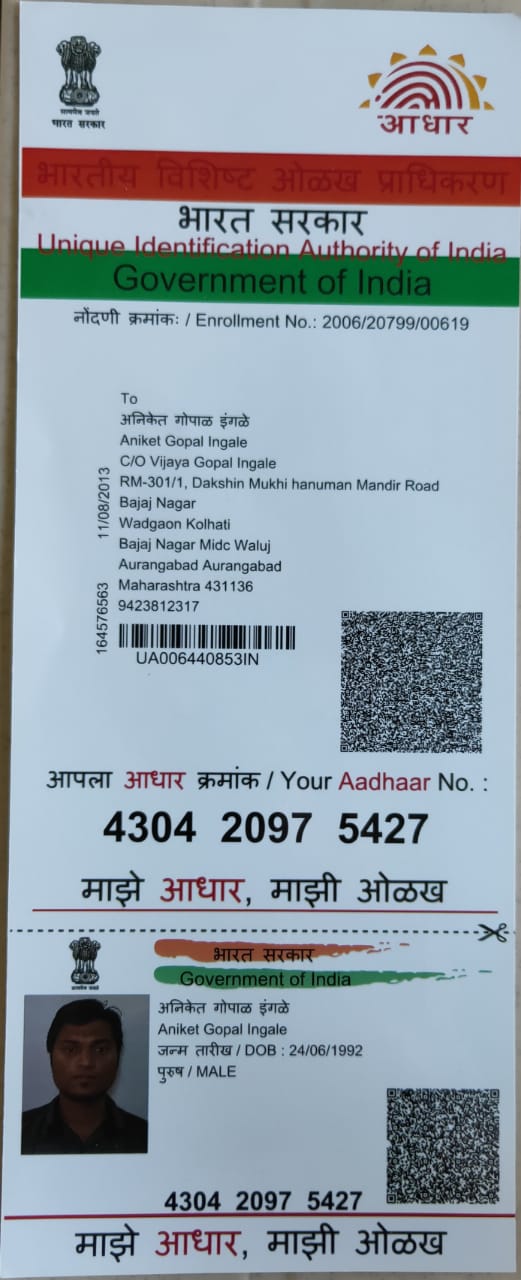 सत्यमेव जयते
भारत सरकार
आधार
भारतीय विशिष्ट ओळख प्राधिकरण
भारत सरकार
Unique Identification Authority of India
Government of India
नोंदणी क्रमांकः / Enrollment No.: 2006/20799/00619
To
अनिकेत गोपाळ इंगळे
Aniket Gopal Ingale
C/O Vijaya Gopal Ingale
RM-301/1, Dakshin Mukhi hanuman Mandir Road
Bajaj Nagar
Wadgaon Kolhati
Bajaj Nagar Midc Waluj
Aurangabad Aurangabad
Maharashtra 431136
9423812317
11/08/2013
164576563
UA006440853IN
आपला आधार क्रमांक / Your Aadhaar No. :
4304 2097 5427
माझे आधार, माझी ओळख
भारत सरकार
Government of India
अनिकेत गोपाळ इंगळे
Aniket Gopal Ingale
जन्म तारीख / DOB : 24/06/1992
पुरुष / MALE
4304 2097 5427
माझे आधार, माझी ओळख